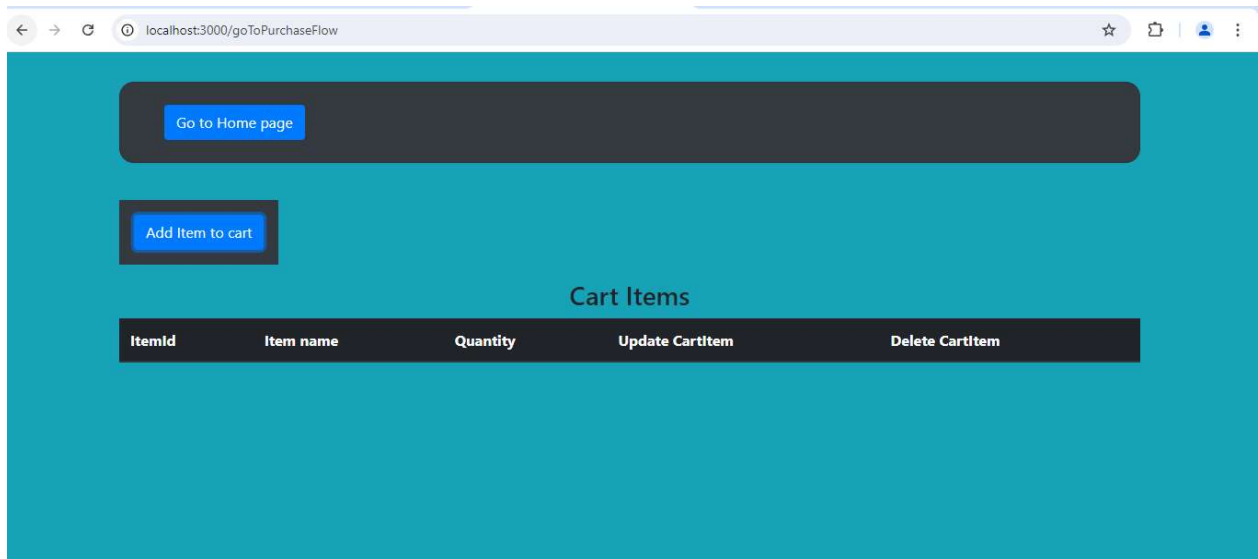 localhost:3000/goToPurchaseFlow
Go to Home page
Add Item to cart
Cart Items
ItemId Item name Quantity Update CartItem Delete CartItem